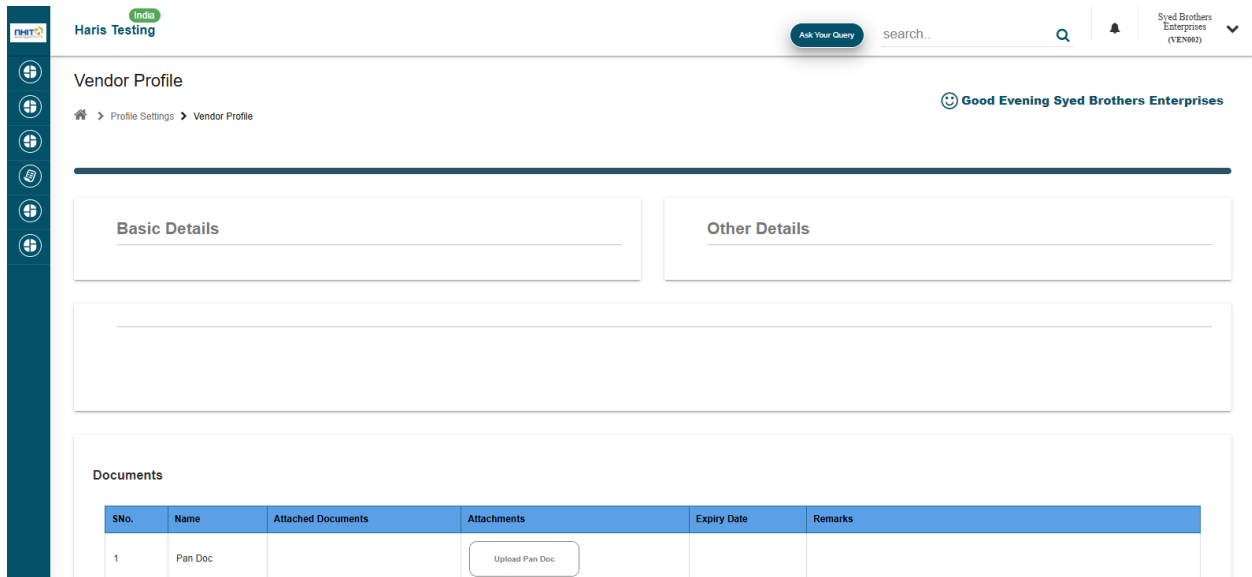 NHIT
India
Haris Testing
Ask Your Query
search..
Syed Brothers
Enterprises
(VEN002)
Vendor Profile
Profile Settings Vendor Profile
Good Evening Syed Brothers Enterprises
Basic Details
Other Details
Documents
SNo. Name Attached Documents Attachments Expiry Date Remarks
1 Pan Doc Upload Pan Doc